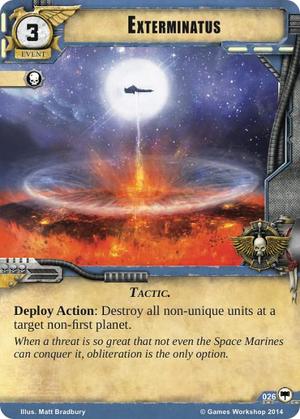 EXTERMINATUS
3
EVENT
TACTIC.
Deploy Action: Destroy all non-unique units at a
target non-first planet.
When a threat is so great that not even the Space Marines
can conquer it, obliteration is the only option.
026
Illus. Matt Bradbury
© Games Workshop 2014